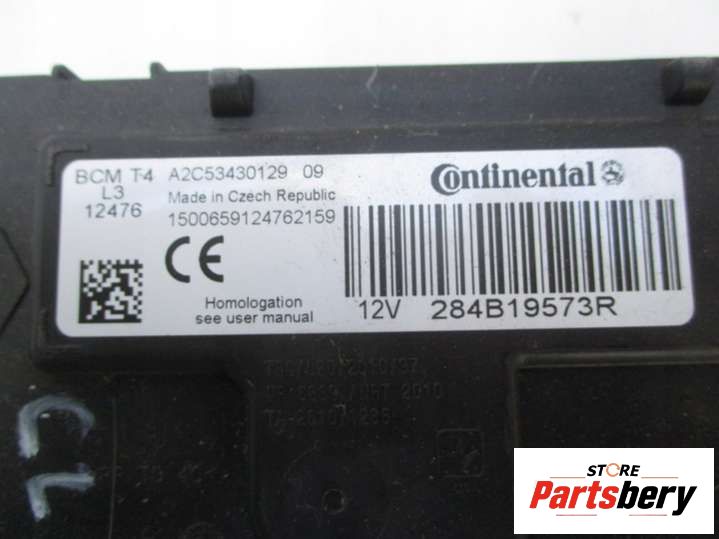 BCM T4 A2C53430129 09
L3 Made in Czech Republic
12476 1500659124762159
Continental
CE
Homologation
see user manual
12V 284B19573R
CL
STORE
Partsbery